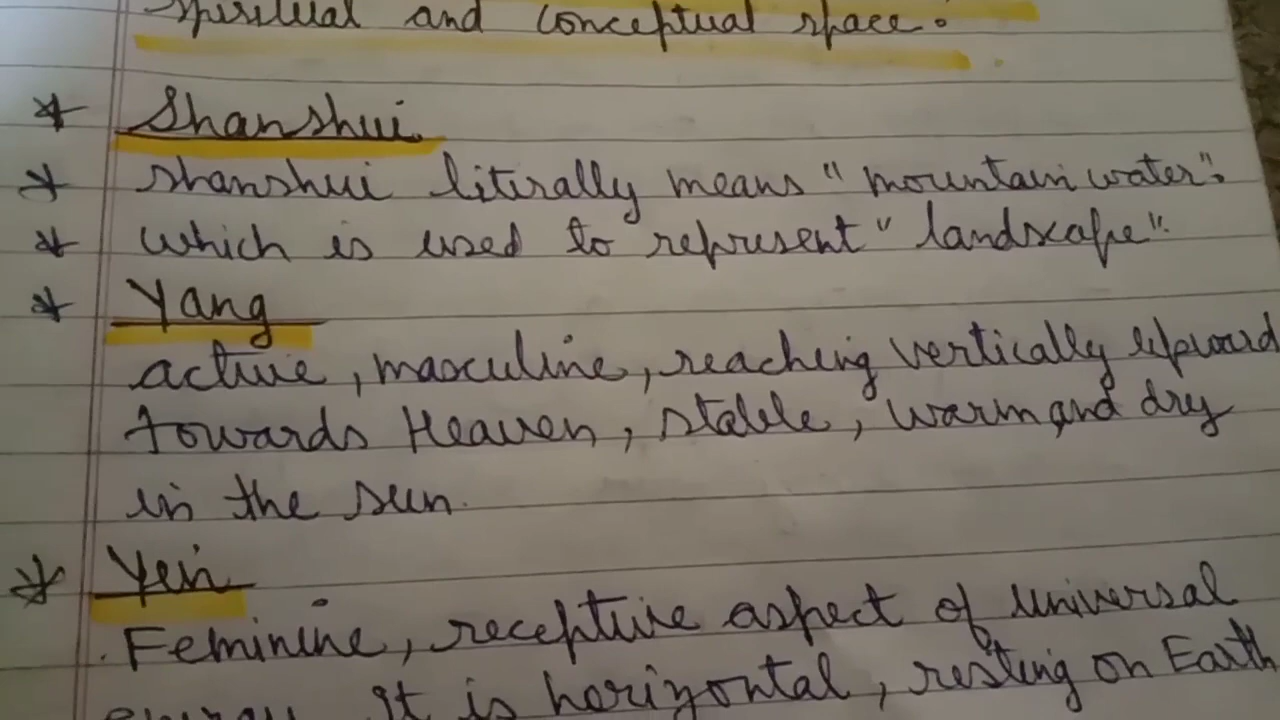 spiritual and conceptual space.
* Shanshui
* shanshui literally means "mountain water".
* which is used to represent "landscape".
* Yang
active, masculine, reaching vertically upward
towards Heaven, stable, warm, and dry
in the sun.
* Yein
Feminine, receptive aspect of universal
energy. It is horizontal, resting on Earth,